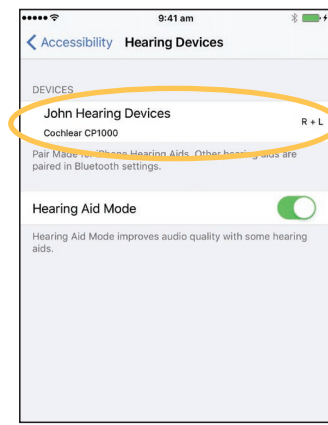 9:41 am
Accessibility Hearing Devices
DEVICES
John Hearing Devices
R + L
Cochlear CP1000
Pair Made for iPhone Hearing Aids. Other hearing aids are
paired in Bluetooth settings.
Hearing Aid Mode
Hearing Aid Mode improves audio quality with some hearing
aids.